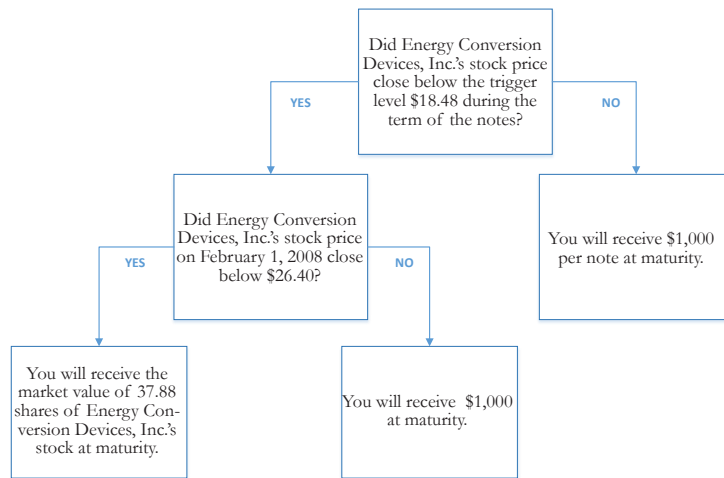 Did Energy Conversion
Devices, Inc.'s stock price
close below the trigger
level $18.48 during the
term of the notes?
YES
NO
Did Energy Conversion
Devices, Inc.'s stock price
on February 1, 2008 close
below $26.40?
You will receive $1,000
per note at maturity.
YES
NO
You will receive the
market value of 37.88
shares of Energy Con-
version Devices, Inc.'s
stock at maturity.
You will receive $1,000
at maturity.